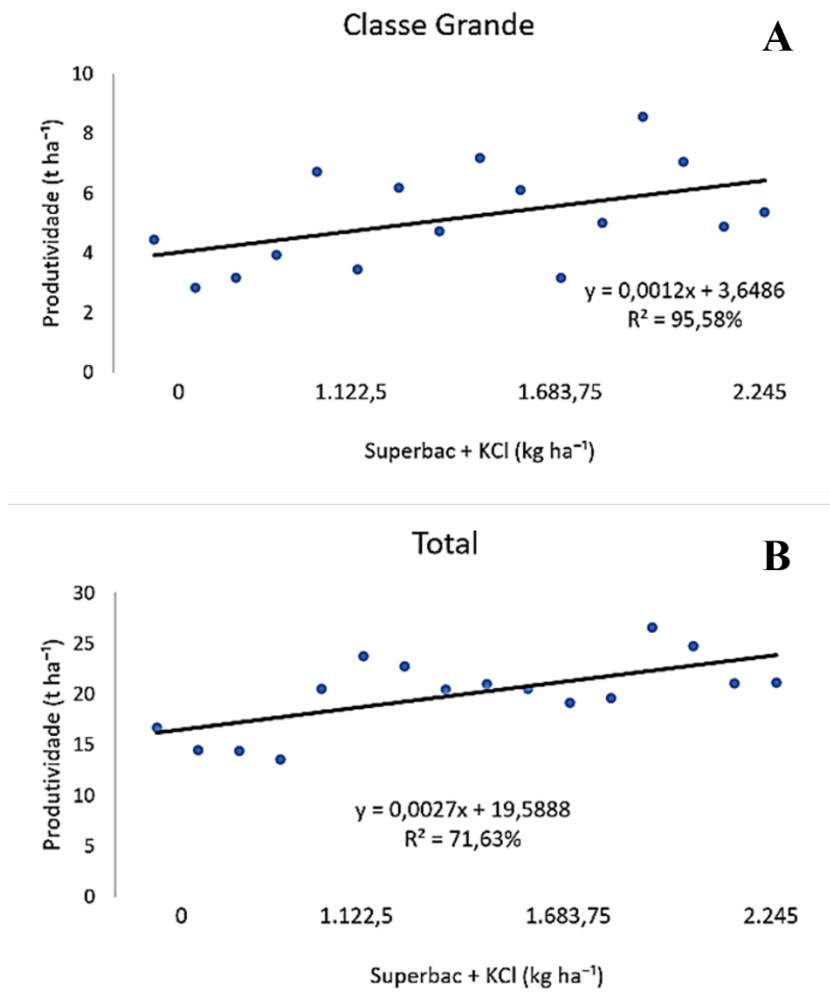 Classe Grande
A
Produtividade (t ha⁻¹)
10
8
6
4
2
0
y = 0,0012x + 3,6486
R² = 95,58%
0 1.122,5 1.683,75 2.245
Superbac + KCl (kg ha⁻¹)
Total
B
Produtividade (t ha⁻¹)
30
25
20
15
10
5
0
y = 0,0027x + 19,5888
R² = 71,63%
0 1.122,5 1.683,75 2.245
Superbac + KCl (kg ha⁻¹)